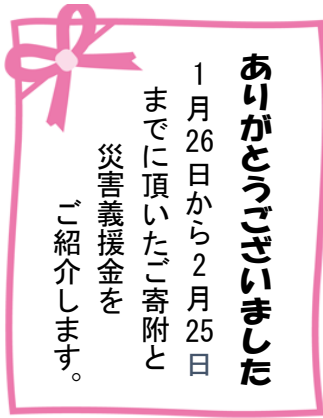 ありがとうございました
1月26日から2月25日
までに頂いたご寄附と
災害義援金を
ご紹介します。